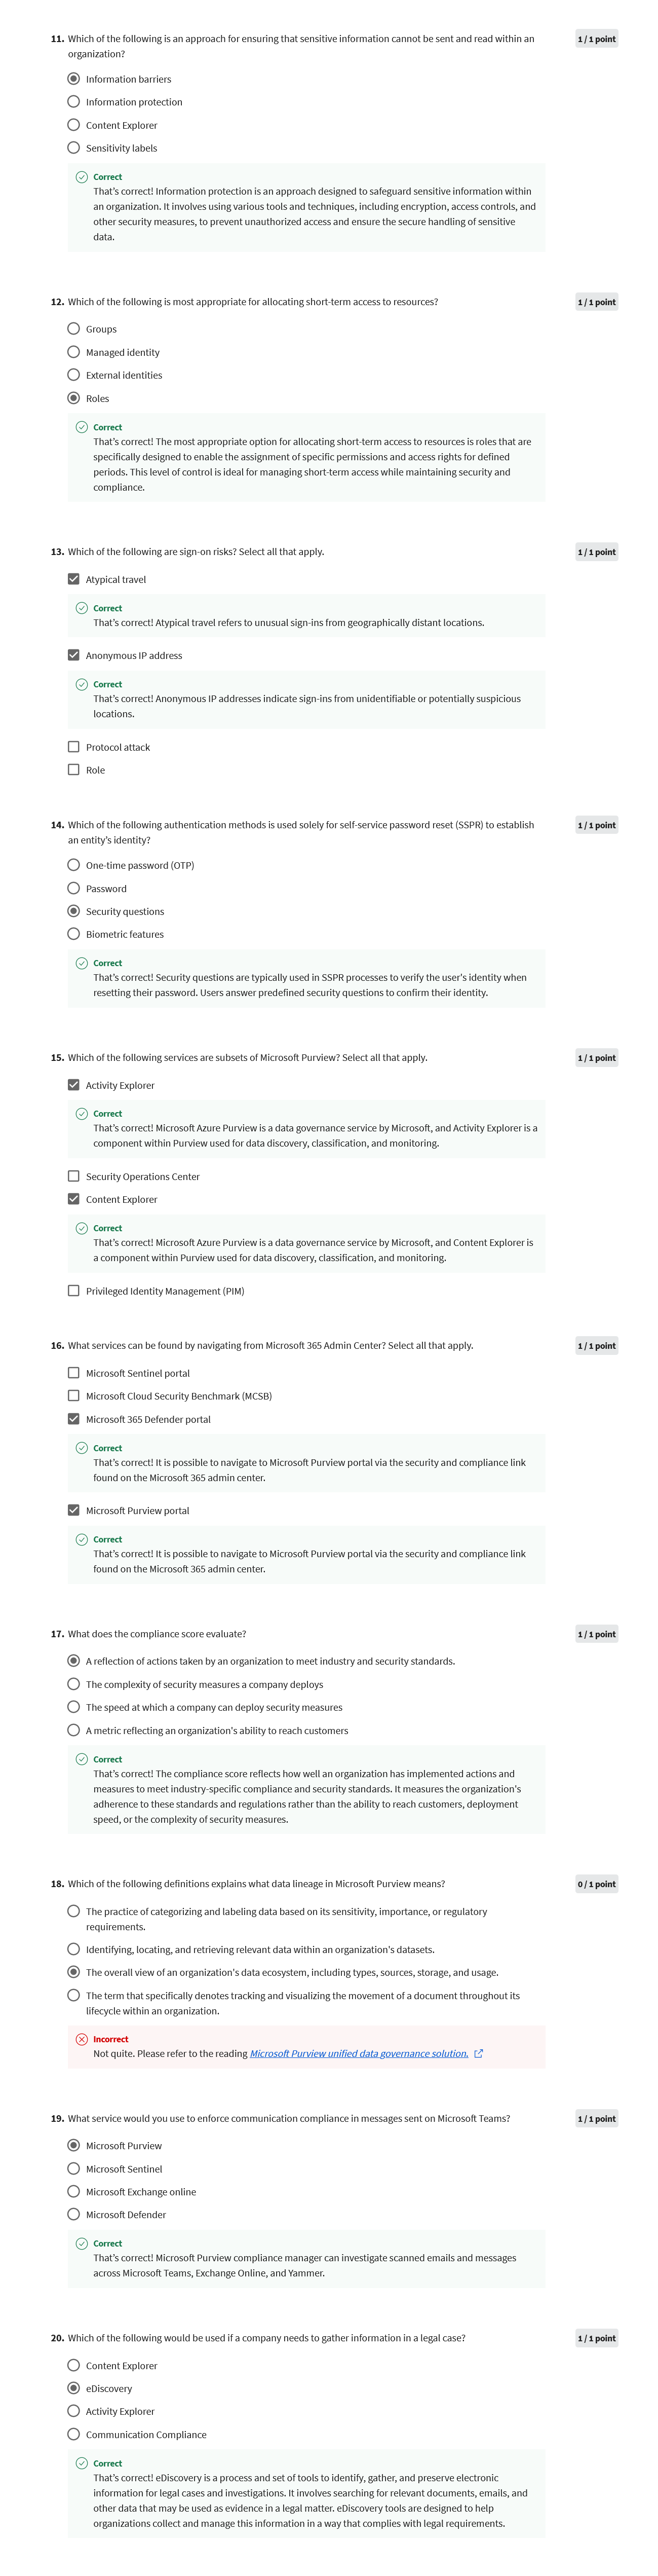 11. Which of the following is an approach for ensuring that sensitive information cannot be sent and read within an
organization?
1 / 1 point
Information barriers
Information protection
Content Explorer
Sensitivity labels
Correct
That's correct! Information protection is an approach designed to safeguard sensitive information within
an organization. It involves using various tools and techniques, including encryption, access controls, and
other security measures, to prevent unauthorized access and ensure the secure handling of sensitive
data.
12. Which of the following is most appropriate for allocating short-term access to resources?
1 / 1 point
Groups
Managed identity
External identities
Roles
Correct
That's correct! The most appropriate option for allocating short-term access to resources is roles that are
specifically designed to enable the assignment of specific permissions and access rights for defined
periods. This level of control is ideal for managing short-term access while maintaining security and
compliance.
13. Which of the following are sign-on risks? Select all that apply.
1 / 1 point
Atypical travel
Correct
That's correct! Atypical travel refers to unusual sign-ins from geographically distant locations.
Anonymous IP address
Correct
That's correct! Anonymous IP addresses indicate sign-ins from unidentifiable or potentially suspicious
locations.
Protocol attack
Role
14. Which of the following authentication methods is used solely for self-service password reset (SSPR) to establish
an entity's identity?
1 / 1 point
One-time password (OTP)
Password
Security questions
Biometric features
Correct
That's correct! Security questions are typically used in SSPR processes to verify the user's identity when
resetting their password. Users answer predefined security questions to confirm their identity.
15. Which of the following services are subsets of Microsoft Purview? Select all that apply.
1 / 1 point
Activity Explorer
Correct
That's correct! Microsoft Azure Purview is a data governance service by Microsoft, and Activity Explorer is a
component within Purview used for data discovery, classification, and monitoring.
Security Operations Center
Content Explorer
Correct
That's correct! Microsoft Azure Purview is a data governance service by Microsoft, and Content Explorer is
a component within Purview used for data discovery, classification, and monitoring.
Privileged Identity Management (PIM)
16. What services can be found by navigating from Microsoft 365 Admin Center? Select all that apply.
1 / 1 point
Microsoft Sentinel portal
Microsoft Cloud Security Benchmark (MCSB)
Microsoft 365 Defender portal
Correct
That's correct! It is possible to navigate to Microsoft Purview portal via the security and compliance link
found on the Microsoft 365 admin center.
Microsoft Purview portal
Correct
That's correct! It is possible to navigate to Microsoft Purview portal via the security and compliance link
found on the Microsoft 365 admin center.
17. What does the compliance score evaluate?
1 / 1 point
A reflection of actions taken by an organization to meet industry and security standards.
The complexity of security measures a company deploys
The speed at which a company can deploy security measures
A metric reflecting an organization's ability to reach customers
Correct
That's correct! The compliance score reflects how well an organization has implemented actions and
measures to meet industry-specific compliance and security standards. It measures the organization's
adherence to these standards and regulations rather than the ability to reach customers, deployment
speed, or the complexity of security measures.
18. Which of the following definitions explains what data lineage in Microsoft Purview means?
0 / 1 point
The practice of categorizing and labeling data based on its sensitivity, importance, or regulatory
requirements.
Identifying, locating, and retrieving relevant data within an organization's datasets.
The overall view of an organization's data ecosystem, including types, sources, storage, and usage.
The term that specifically denotes tracking and visualizing the movement of a document throughout its
lifecycle within an organization.
Incorrect
Not quite. Please refer to the reading Microsoft Purview unified data governance solution.
19. What service would you use to enforce communication compliance in messages sent on Microsoft Teams?
1 / 1 point
Microsoft Purview
Microsoft Sentinel
Microsoft Exchange online
Microsoft Defender
Correct
That's correct! Microsoft Purview compliance manager can investigate scanned emails and messages
across Microsoft Teams, Exchange Online, and Yammer.
20. Which of the following would be used if a company needs to gather information in a legal case?
1 / 1 point
Content Explorer
eDiscovery
Activity Explorer
Communication Compliance
Correct
That's correct! eDiscovery is a process and set of tools to identify, gather, and preserve electronic
information for legal cases and investigations. It involves searching for relevant documents, emails, and
other data that may be used as evidence in a legal matter. eDiscovery tools are designed to help
organizations collect and manage this information in a way that complies with legal requirements.